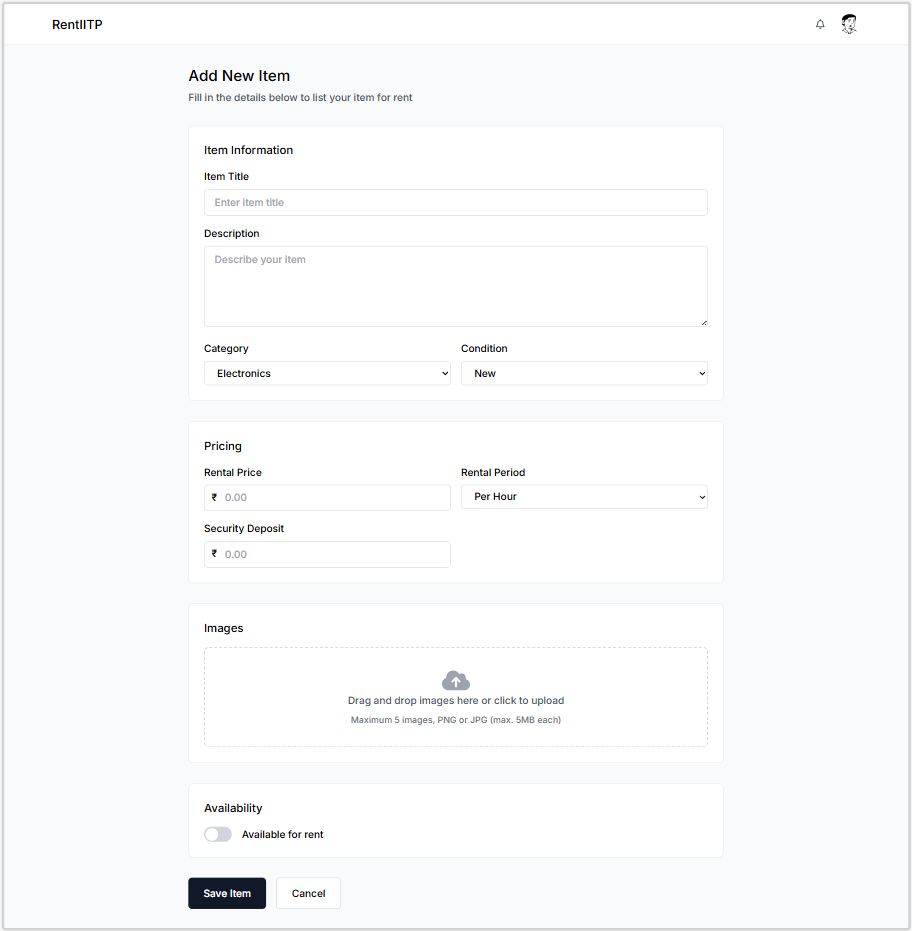 RentIITP
Add New Item
Fill in the details below to list your item for rent
Item Information
Item Title
Enter item title
Description
Describe your item
Category
Condition
Electronics
New
Pricing
Rental Price
Rental Period
₹ 0.00
Per Hour
Security Deposit
₹ 0.00
Images
Drag and drop images here or click to upload
Maximum 5 images, PNG or JPG (max. 5MB each)
Availability
Available for rent
Save Item
Cancel